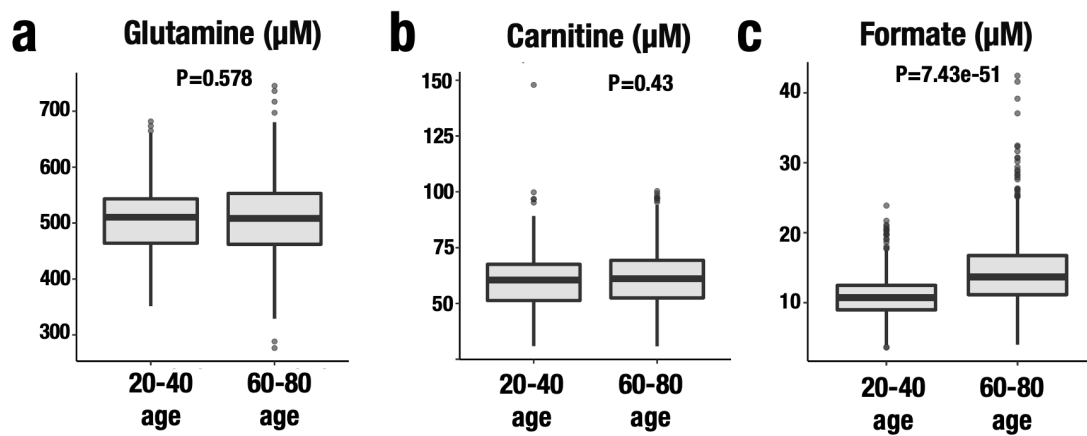 a
Glutamine (µM)
P=0.578
700
600
500
400
300
20-40
age
60-80
age
b
Carnitine (µM)
P=0.43
150
125
100
75
50
20-40
age
60-80
age
c
Formate (µM)
P=7.43e-51
40
30
20
10
20-40
age
60-80
age